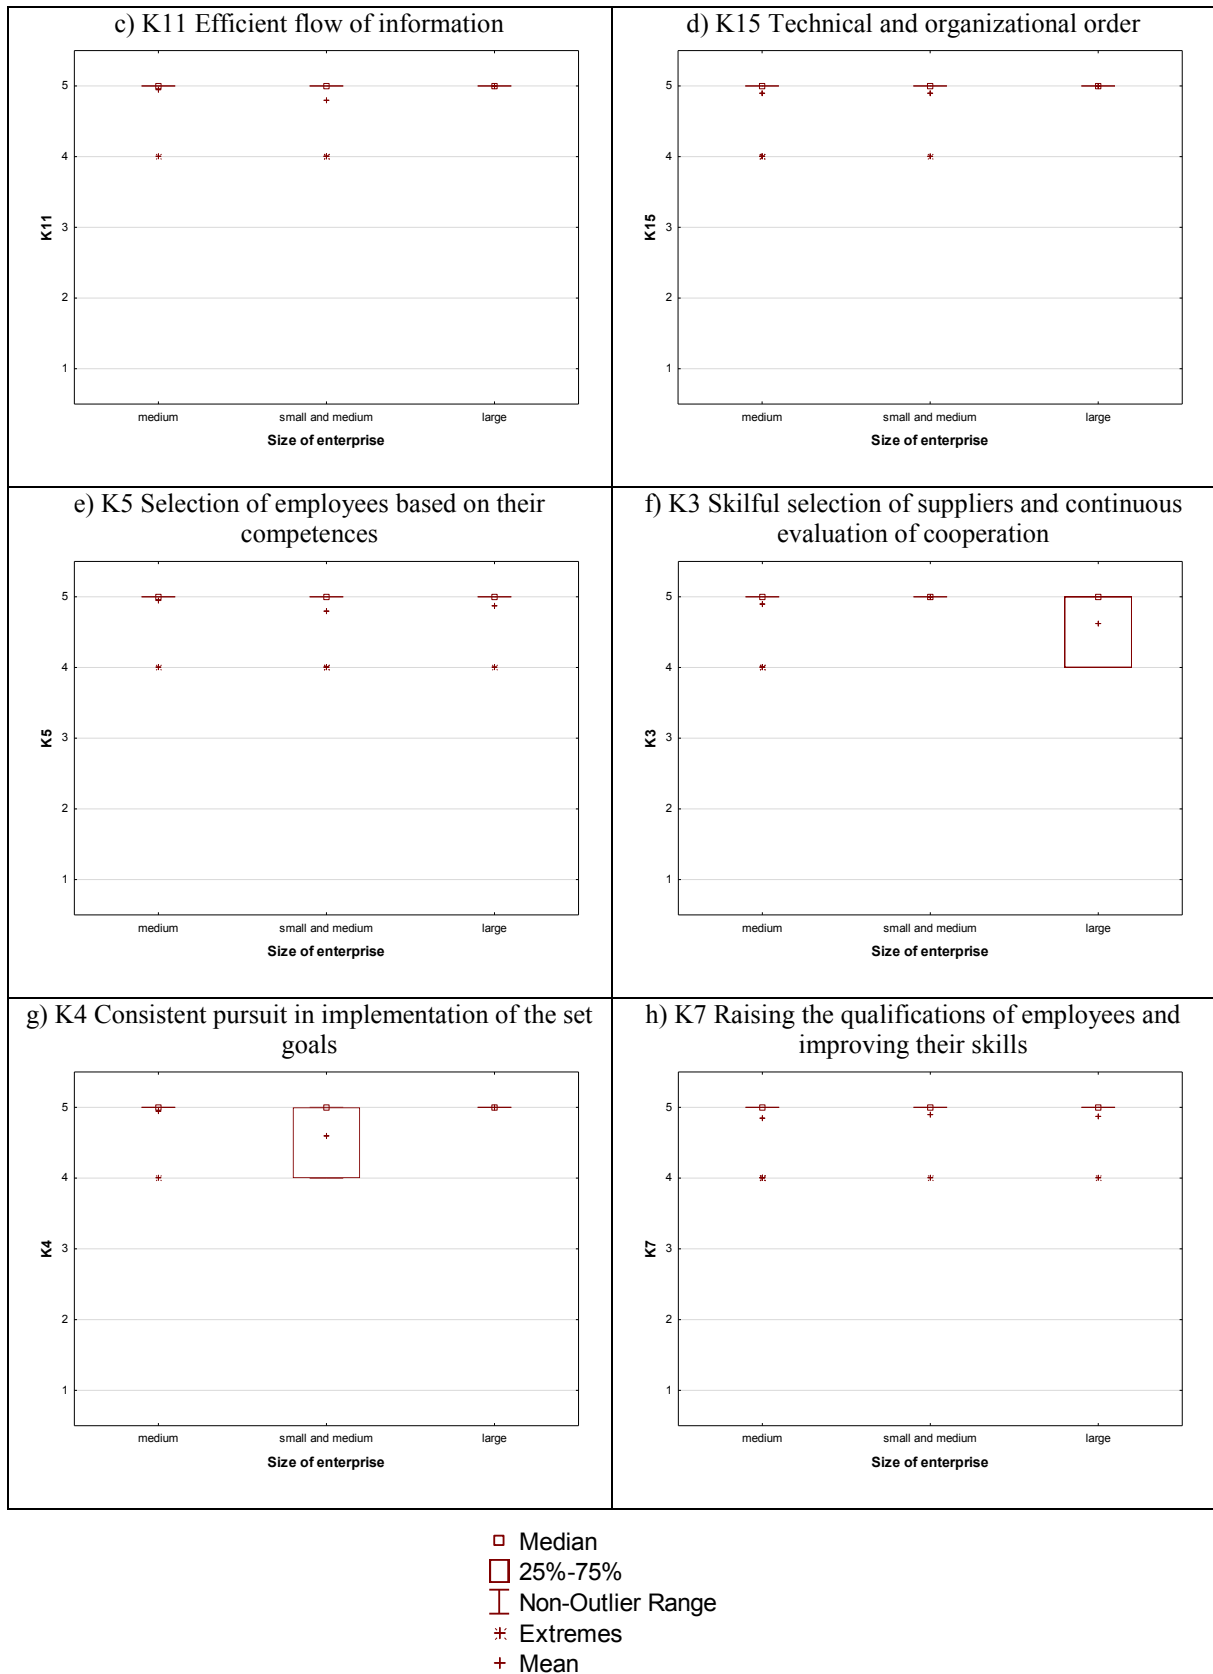 c) K11 Efficient flow of information
5
4
3
2
1
K11
medium
small and medium
large
Size of enterprise
d) K15 Technical and organizational order
5
4
3
2
1
K15
medium
small and medium
large
Size of enterprise
e) K5 Selection of employees based on their
competences
5
4
3
2
1
K5
medium
small and medium
large
Size of enterprise
f) K3 Skilful selection of suppliers and continuous
evaluation of cooperation
5
4
3
2
1
K3
medium
small and medium
large
Size of enterprise
g) K4 Consistent pursuit in implementation of the set
goals
5
4
3
2
1
K4
medium
small and medium
large
Size of enterprise
h) K7 Raising the qualifications of employees and
improving their skills
5
4
3
2
1
K7
medium
small and medium
large
Size of enterprise
Median
25%-75%
Non-Outlier Range
Extremes
Mean